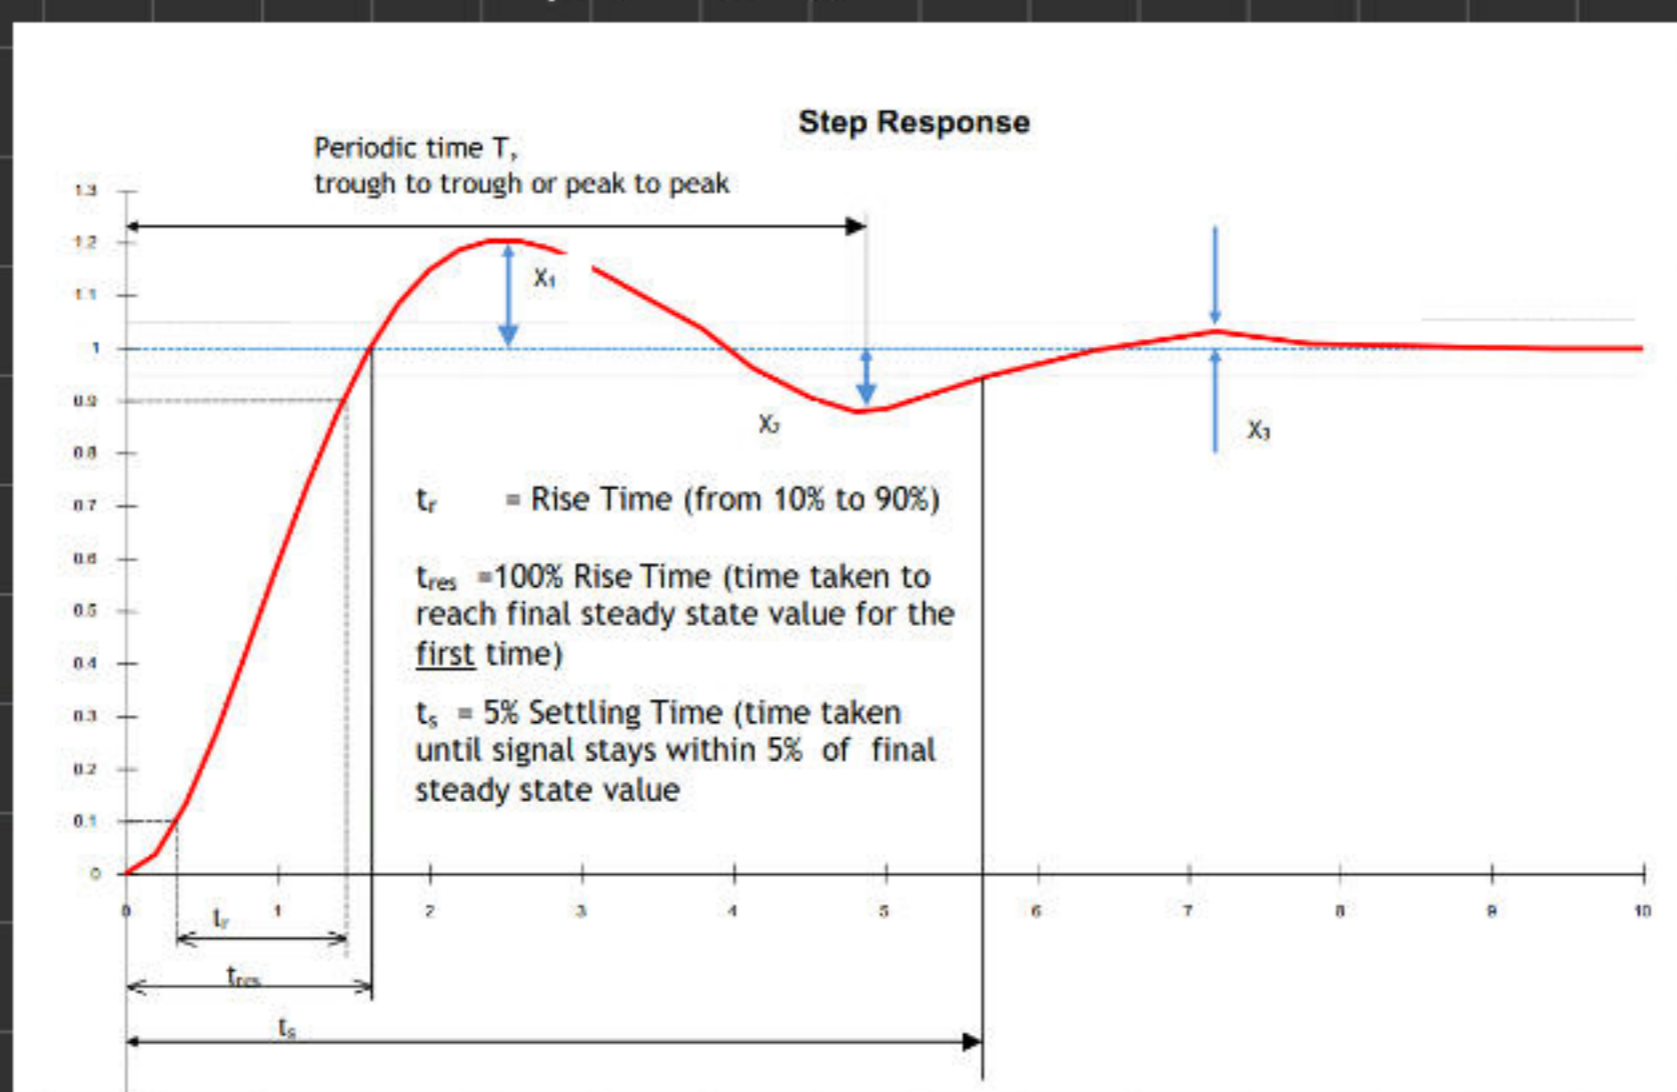 Step Response
Periodic time T,
trough to trough or peak to peak
1.3
1.2
X₁
1.1
1
0.9
X₂
X₃
0.8
tᵣ = Rise Time (from 10% to 90%)
0.7
0.6
t_res =100% Rise Time (time taken to
reach final steady state value for the
first time)
0.5
0.4
0.3
tₛ = 5% Settling Time (time taken
until signal stays within 5% of final
steady state value
0.2
0.1
0
0 1 2 3 4 5 6 7 8 9 10
tᵣ
t_res
tₛ